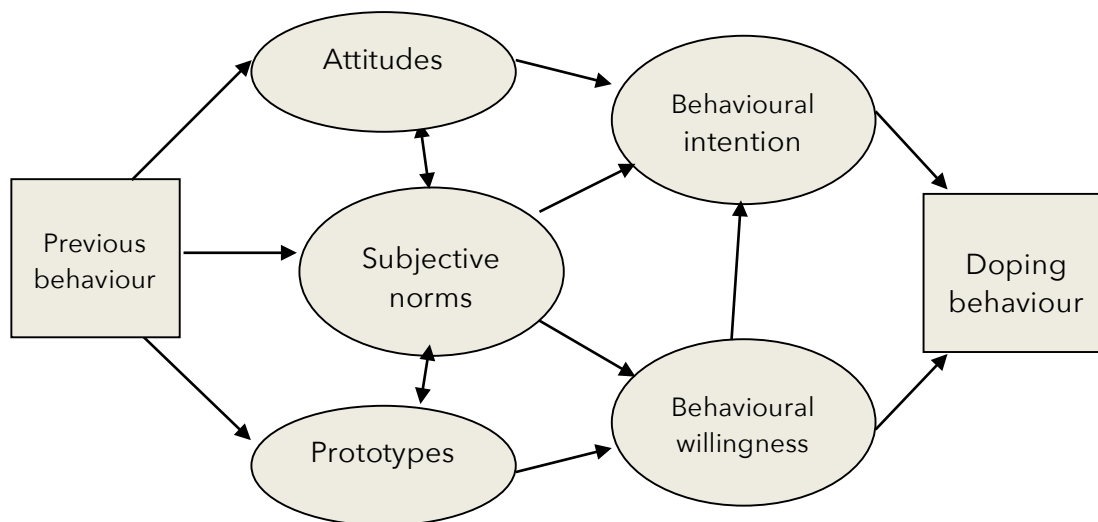 Attitudes
Behavioural
intention
Previous
behaviour
Subjective
norms
Doping
behaviour
Prototypes
Behavioural
willingness